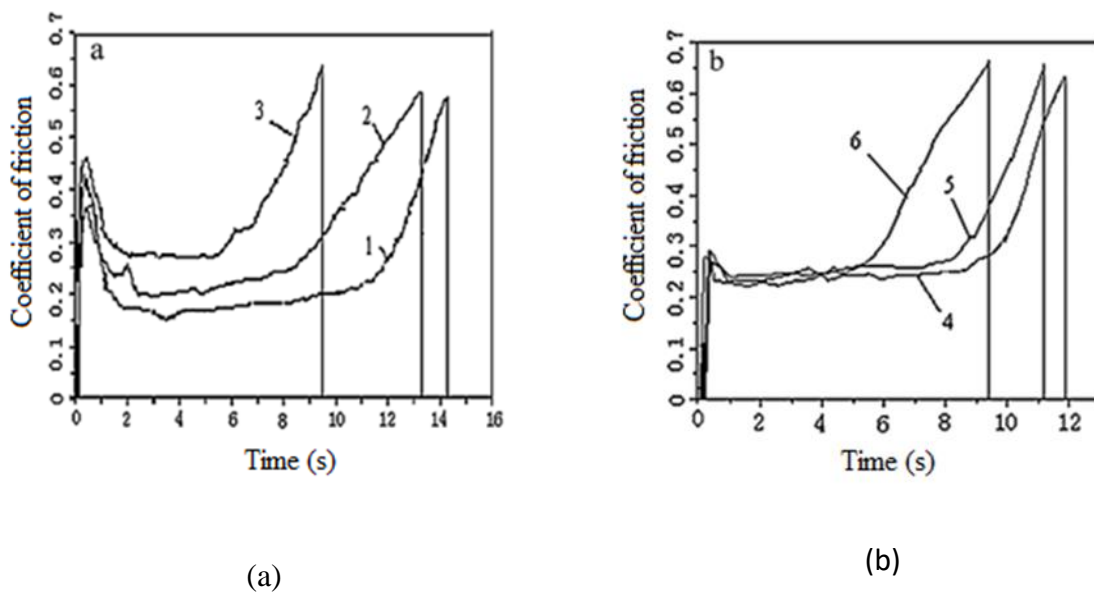 a
Coefficient of friction
0 0.1 0.2 0.3 0.4 0.5 0.6 0.7
3
2
1
0 2 4 6 8 10 12 14 16
Time (s)
(a)
b
Coefficient of friction
0 0.1 0.2 0.3 0.4 0.5 0.6 0.7
6
5
4
0 2 4 6 8 10 12
Time (s)
(b)